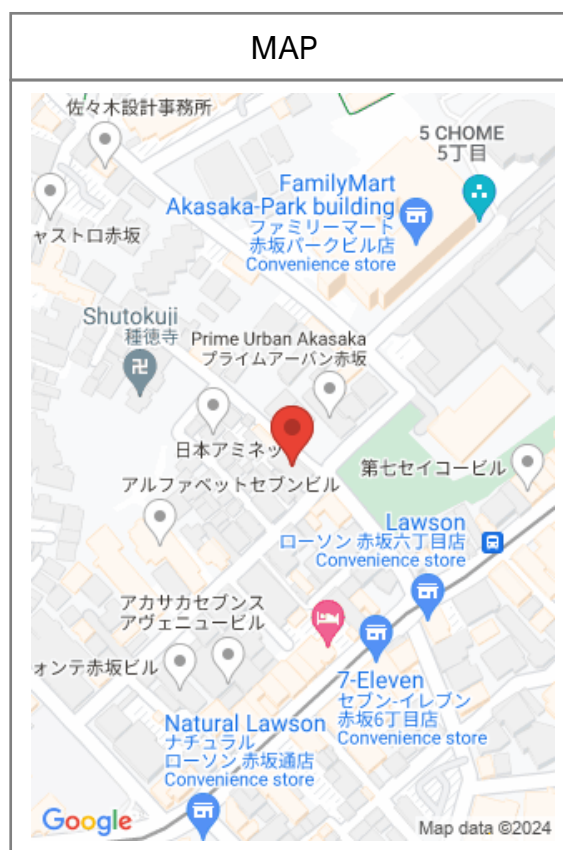 MAP
佐々木設計事務所
5 CHOME
5丁目
FamilyMart
Akasaka-Park building
ファミリーマート
赤坂パークビル店
Convenience store
ャストロ赤坂
Shutokuji
種徳寺
卍
Prime Urban Akasaka
プライムアーバン赤坂
日本アミネッ
アルファベットセブンビル
第七セイコービル
Lawson
ローソン 赤坂六丁目店
Convenience store
アカサカセブンス
アヴェニュービル
ォンテ赤坂ビル
7-Eleven
セブン-イレブン
赤坂6丁目店
Convenience store
Natural Lawson
ナチュラル
ローソン 赤坂通店
Convenience store
Google
Map data ©2024